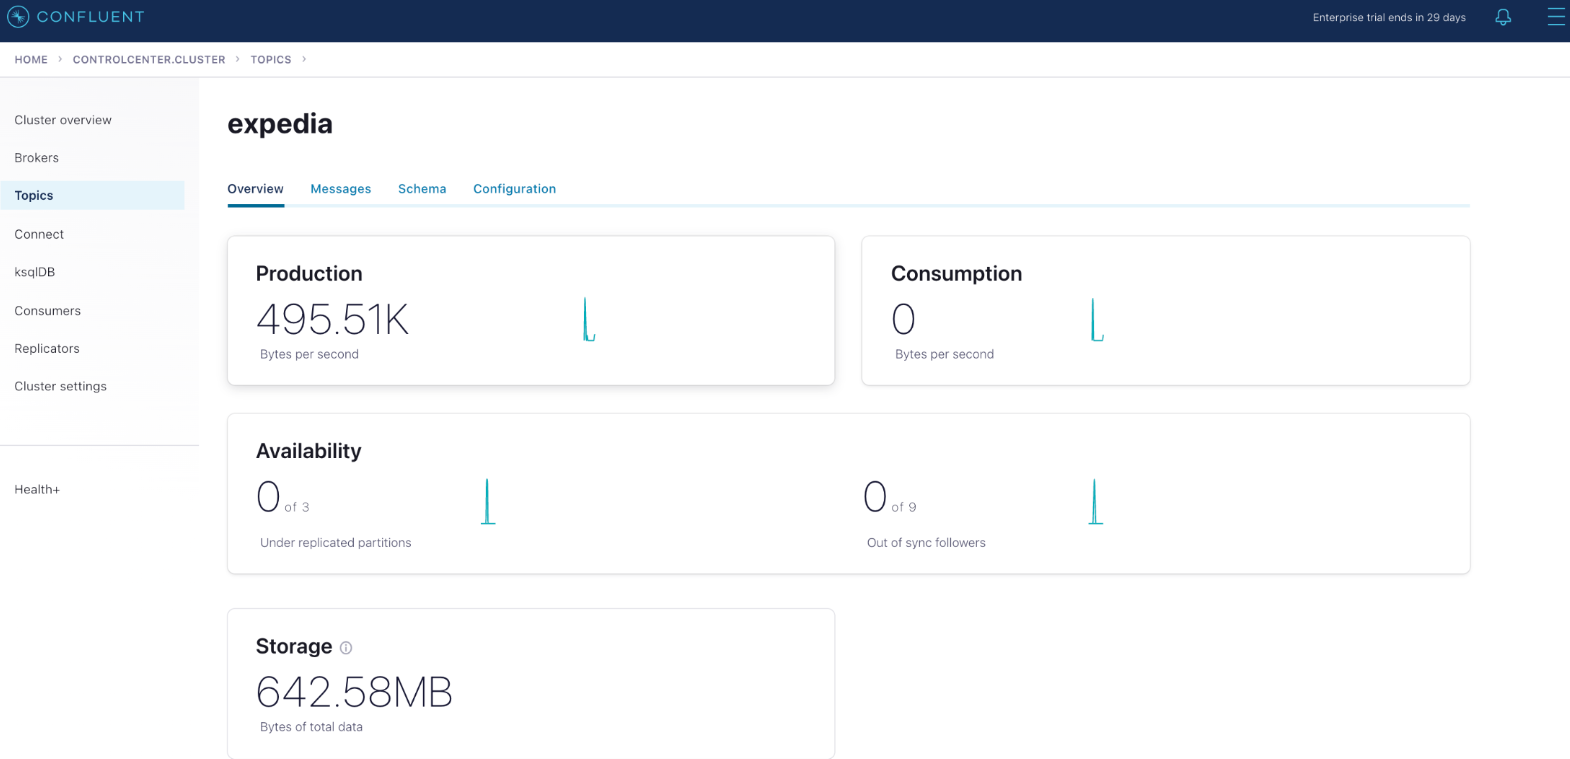 CONFLUENT
Enterprise trial ends in 29 days
HOME > CONTROLCENTER.CLUSTER > TOPICS >
Cluster overview
Brokers
Topics
Connect
ksqlDB
Consumers
Replicators
Cluster settings
Health+
expedia
Overview Messages Schema Configuration
Production
495.51K
Bytes per second
Consumption
0
Bytes per second
Availability
0 of 3
Under replicated partitions
0 of 9
Out of sync followers
Storage
642.58MB
Bytes of total data